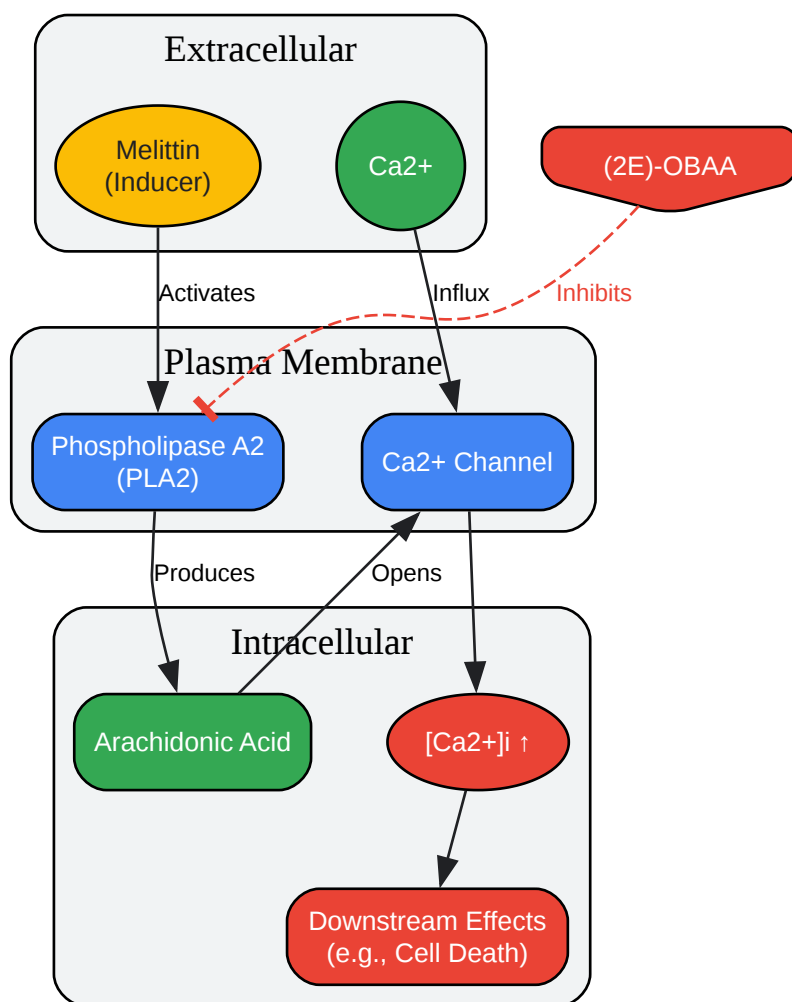 Extracellular
Melittin
(Inducer)
Ca2+
(2E)-OBAA
Activates
Influx
Inhibits
Plasma Membrane
Phospholipase A2
(PLA2)
Ca2+ Channel
Produces
Opens
Intracellular
Arachidonic Acid
[Ca2+]i ↑
Downstream Effects
(e.g., Cell Death)